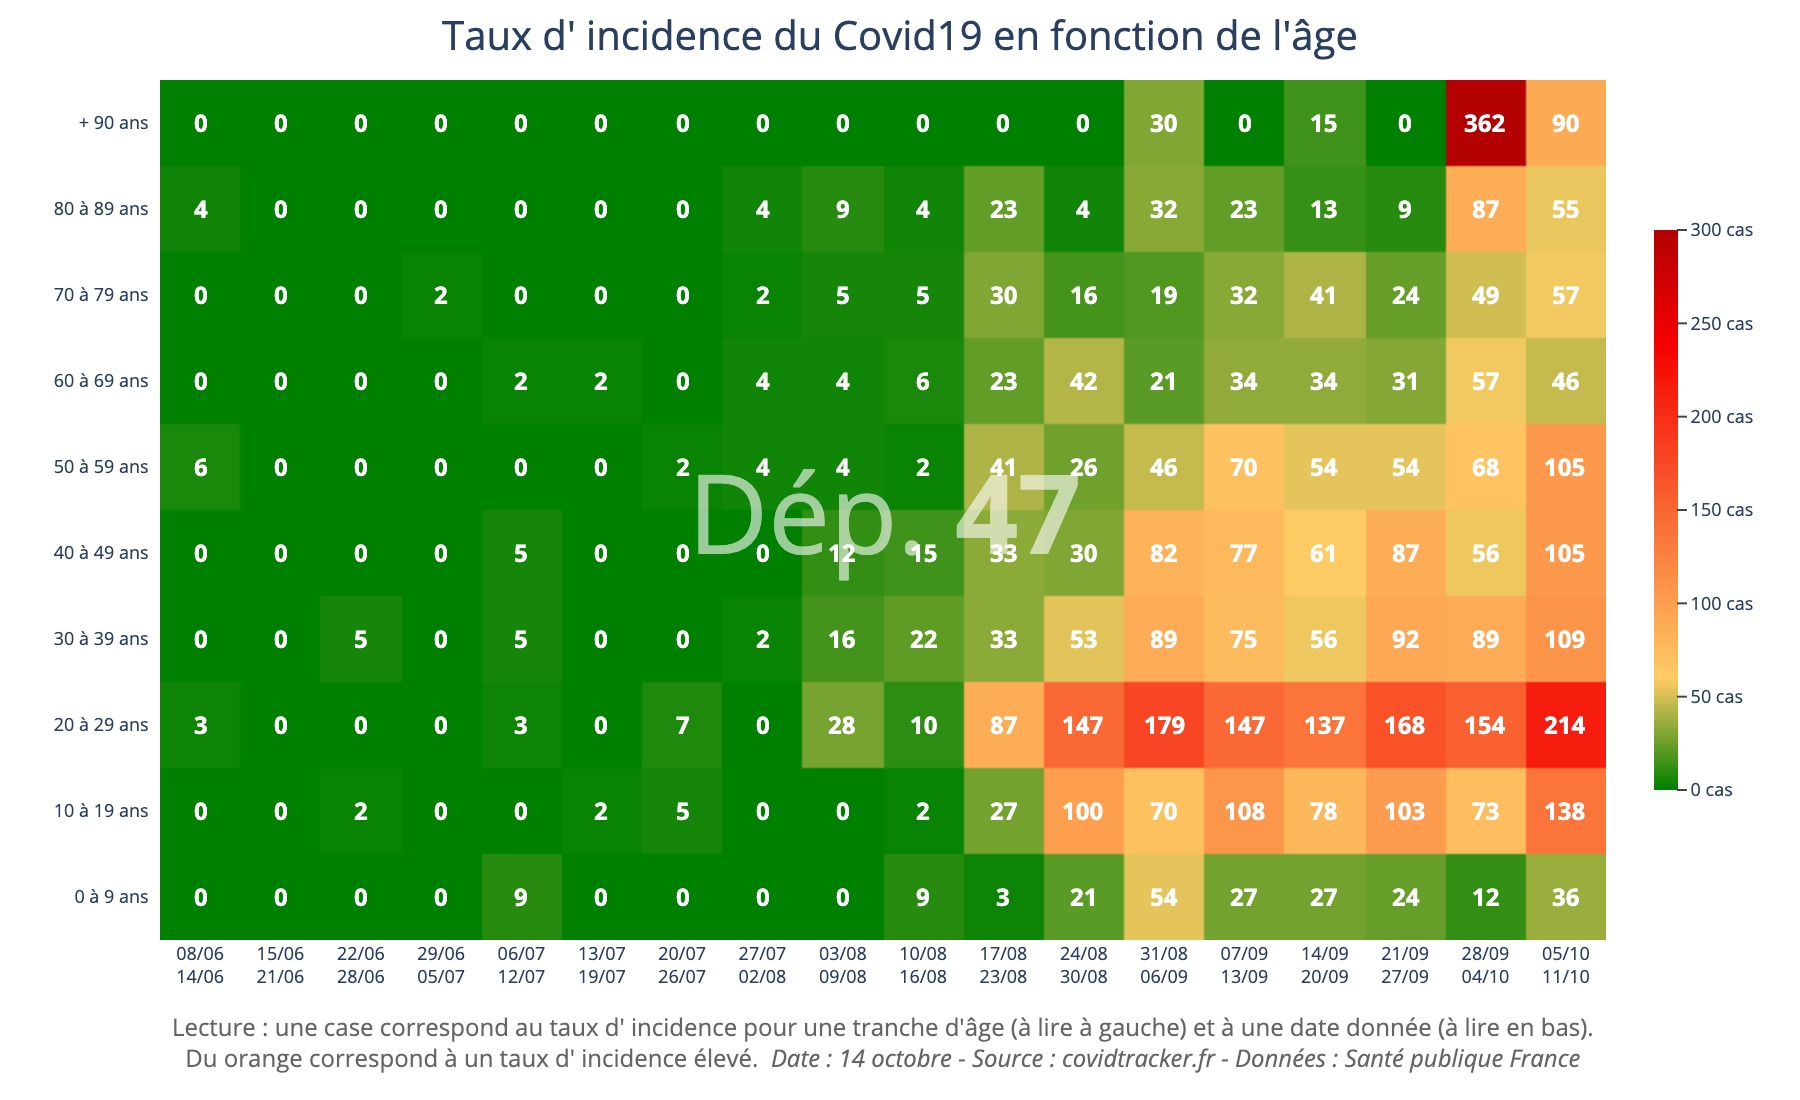 Taux d' incidence du Covid19 en fonction de l'âge
+ 90 ans 0 0 0 0 0 0 0 0 0 0 0 0 30 0 15 0 362 90
80 à 89 ans 4 0 0 0 0 0 0 4 9 4 23 4 32 23 13 9 87 55
70 à 79 ans 0 0 0 2 0 0 0 2 5 5 30 16 19 32 41 24 49 57
60 à 69 ans 0 0 0 0 2 2 0 4 4 6 23 42 21 34 34 31 57 46
50 à 59 ans 6 0 0 0 0 0 2 4 4 2 41 26 46 70 54 54 68 105
Dép. 47
40 à 49 ans 0 0 0 0 5 0 0 0 12 15 33 30 82 77 61 87 56 105
30 à 39 ans 0 0 5 0 5 0 0 2 16 22 33 53 89 75 56 92 89 109
20 à 29 ans 3 0 0 0 3 0 7 0 28 10 87 147 179 147 137 168 154 214
10 à 19 ans 0 0 2 0 0 2 5 0 0 2 27 100 70 108 78 103 73 138
0 à 9 ans 0 0 0 0 9 0 0 0 0 9 3 21 54 27 27 24 12 36
08/06 15/06 22/06 29/06 06/07 13/07 20/07 27/07 03/08 10/08 17/08 24/08 31/08 07/09 14/09 21/09 28/09 05/10
14/06 21/06 28/06 05/07 12/07 19/07 26/07 02/08 09/08 16/08 23/08 30/08 06/09 13/09 20/09 27/09 04/10 11/10
300 cas
250 cas
200 cas
150 cas
100 cas
50 cas
0 cas
Lecture : une case correspond au taux d' incidence pour une tranche d'âge (à lire à gauche) et à une date donnée (à lire en bas).
Du orange correspond à un taux d' incidence élevé. Date : 14 octobre - Source : covidtracker.fr - Données : Santé publique France